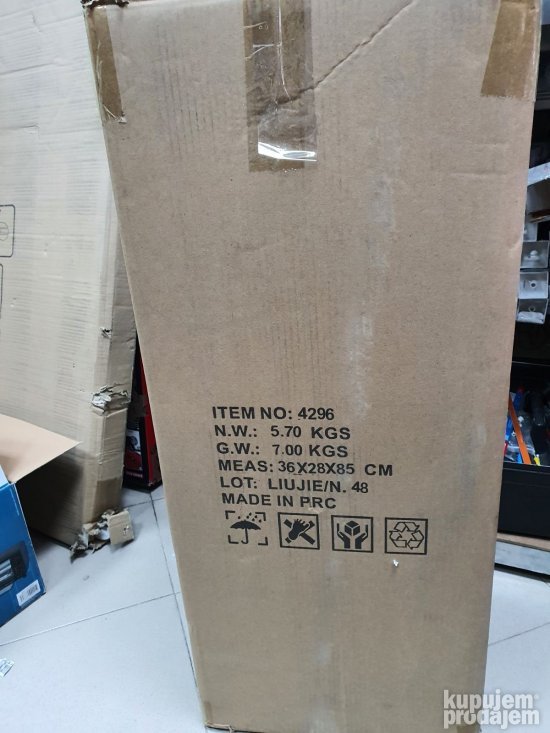 ITEM NO: 4296
N.W.: 5.70 KGS
G.W.: 7.00 KGS
MEAS: 36X28X85 CM
LOT: LIUJIE/N. 48
MADE IN PRC
kupujem
prodajem